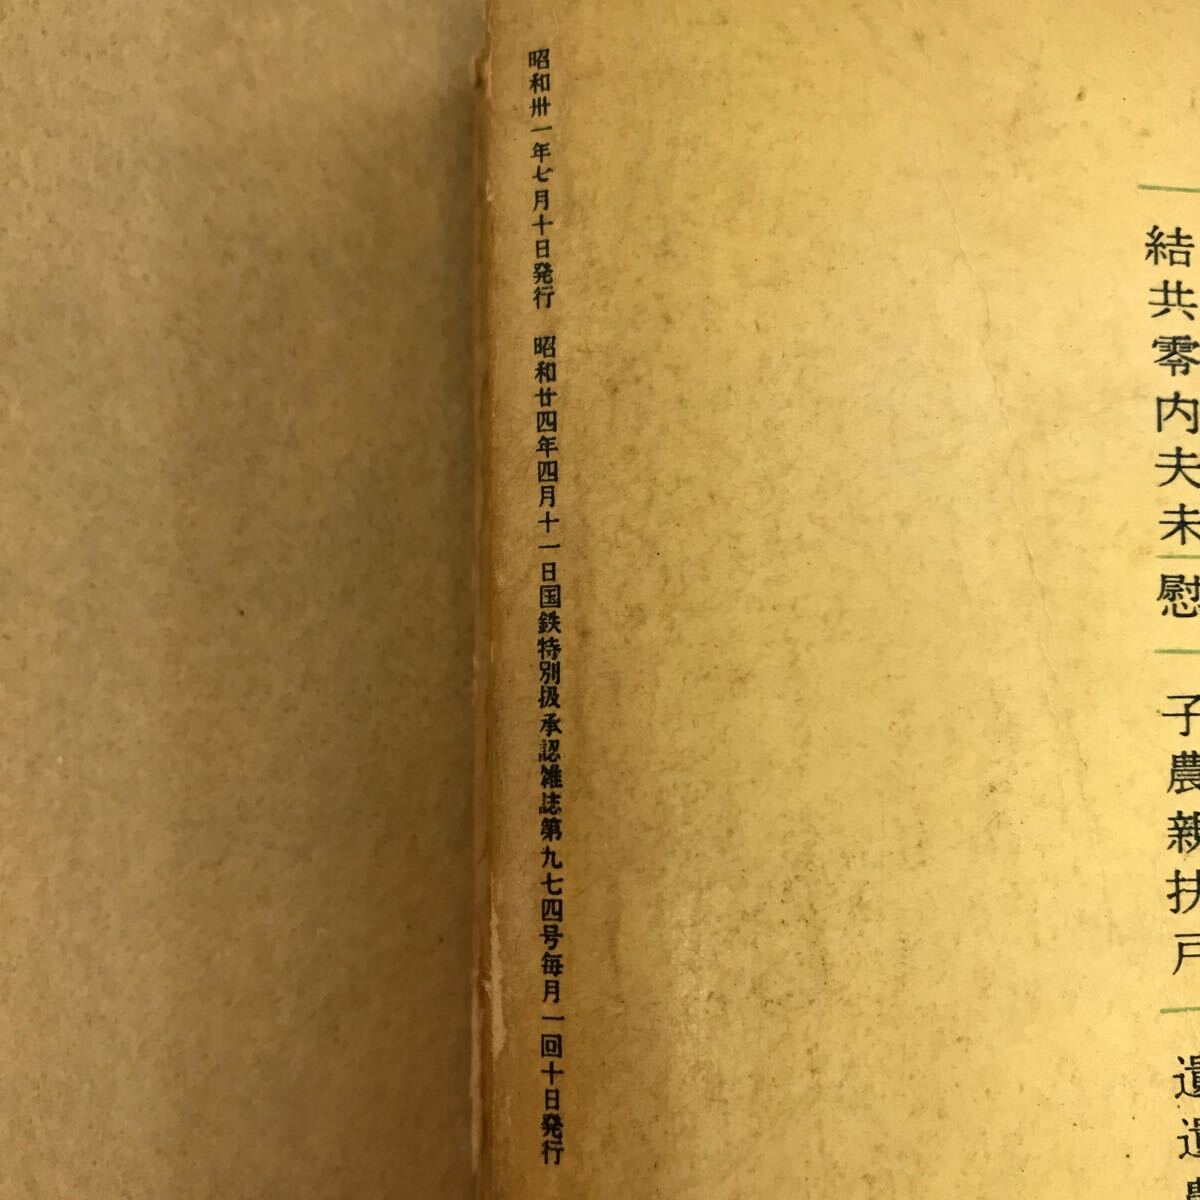 結
共
零
内
夫
未
慰
子
農
親
扶
戸
遺
遺
昭和卅一年七月十日発行　昭和廿四年四月十一日国鉄特別扱承認雑誌第九七四号毎月一回十日発行